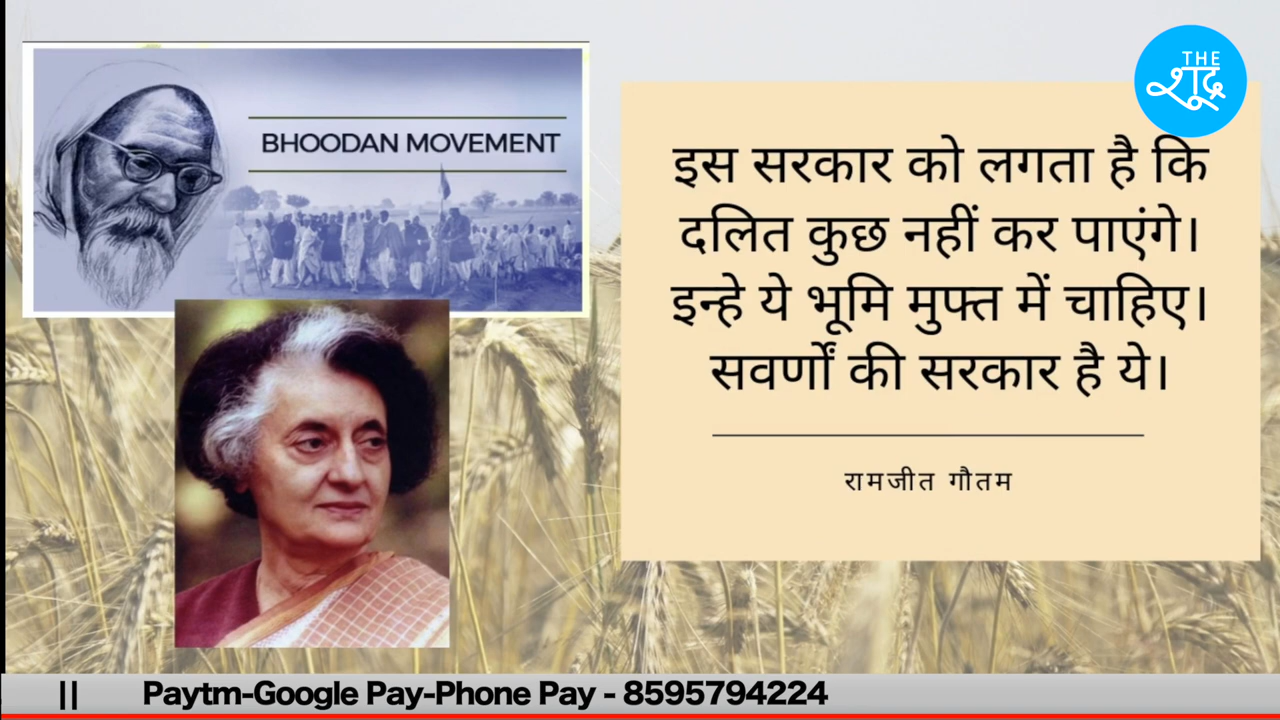 BHOODAN MOVEMENT
THE
शूद्र
इस सरकार को लगता है कि
दलित कुछ नहीं कर पाएंगे।
इन्हे ये भूमि मुफ्त में चाहिए।
सवर्णों की सरकार है ये।
रामजीत गौतम
|| Paytm-Google Pay-Phone Pay - 8595794224